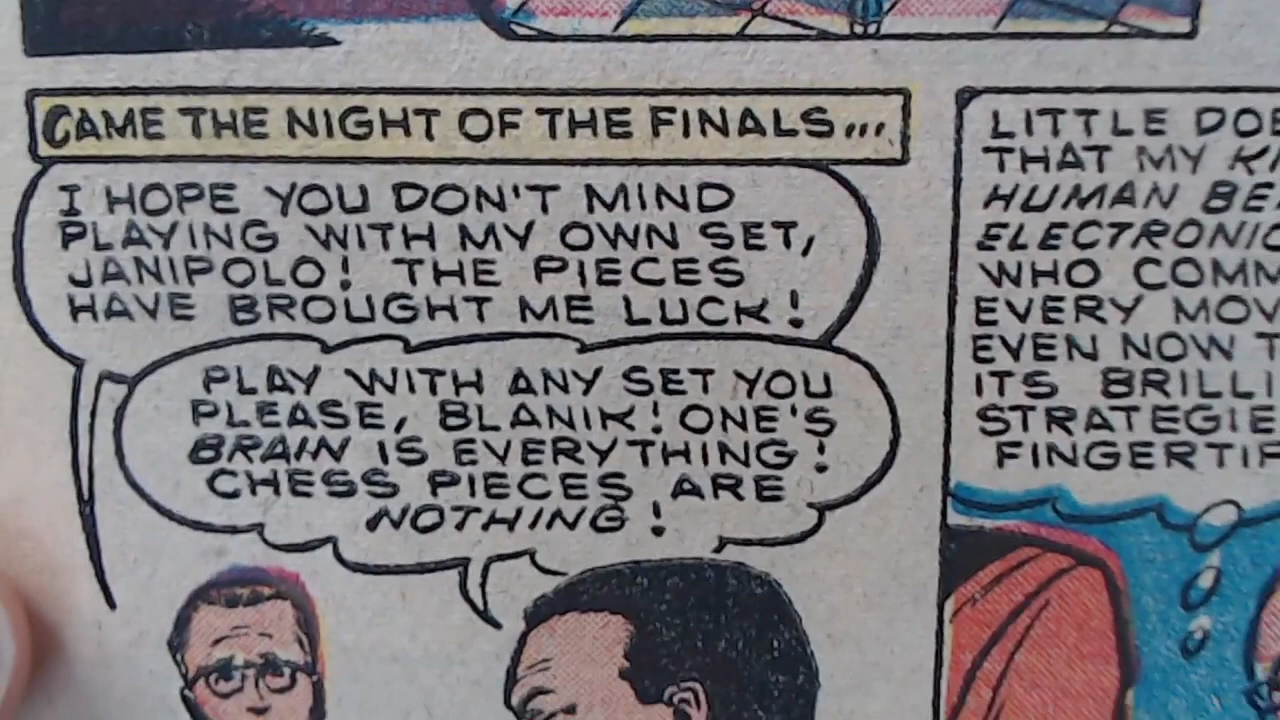 CAME THE NIGHT OF THE FINALS...
I HOPE YOU DON'T MIND
PLAYING WITH MY OWN SET,
JANIPOLO! THE PIECES
HAVE BROUGHT ME LUCK!
PLAY WITH ANY SET YOU
PLEASE, BLANIK! ONE'S
BRAIN IS EVERYTHING!
CHESS PIECES ARE
NOTHING!
LITTLE
THAT MY
HUMAN
WHO
EVERY
EVEN NOW
ITS